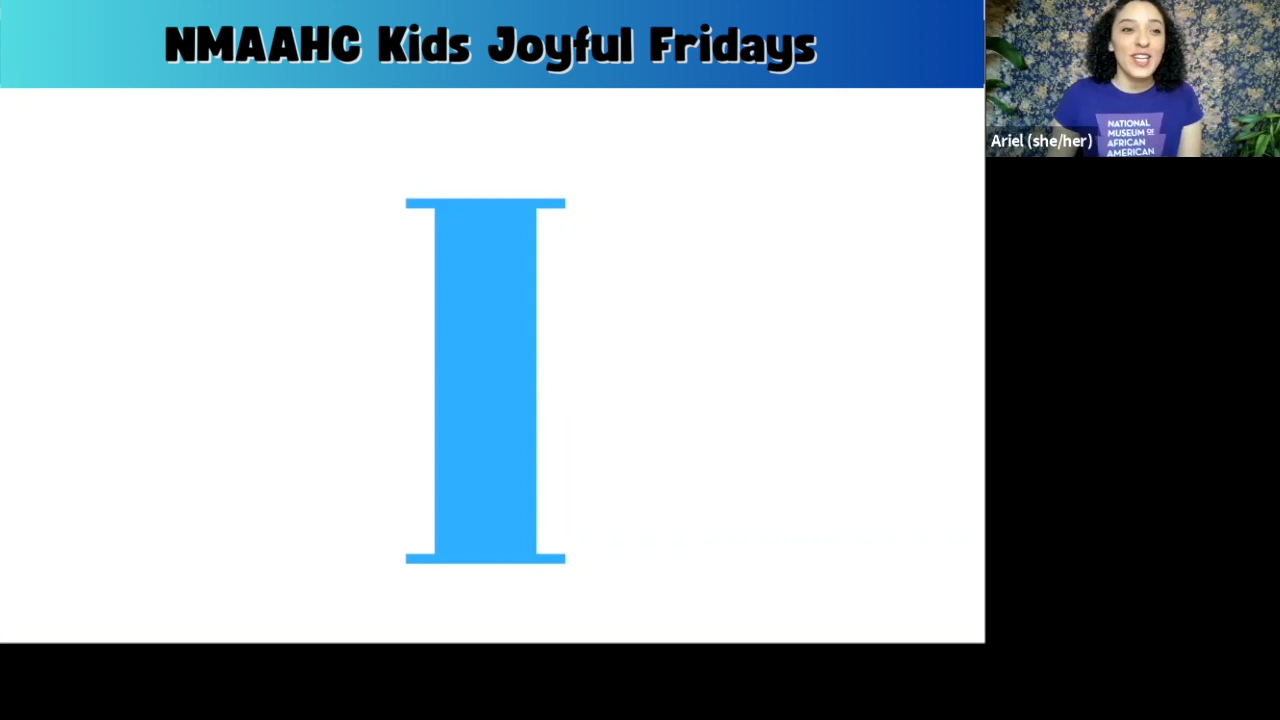 NMAAHC Kids Joyful Fridays
I
NATIONAL
MUSEUM OF
AFRICAN
AMERICAN
Ariel (she/her)